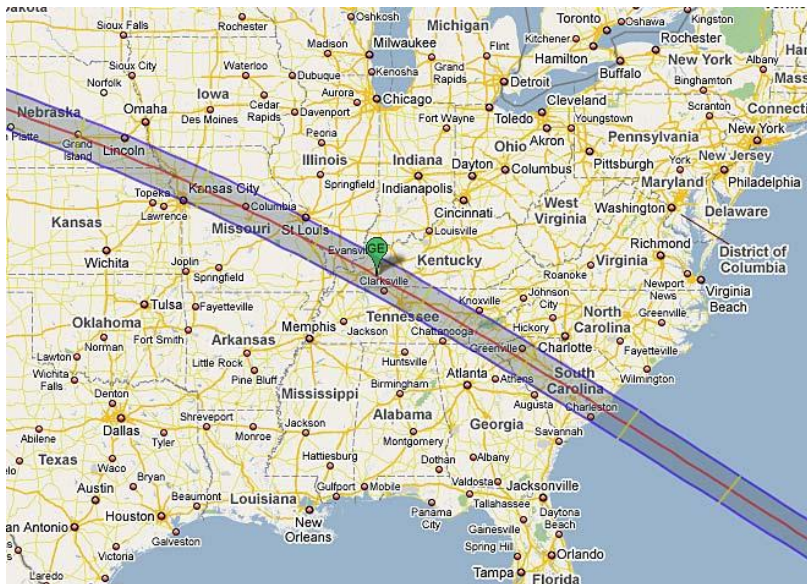 Dakota
Sioux Falls
Rochester
Oshkosh
Michigan
Toronto
Oshawa
Kingston
Kitchener
Rochester
Hamilton
Madison
Milwaukee
Grand
Rapids
Flint
Buffalo
New York
Albany
Sioux City
Waterloo
Dubuque
Kenosha
Detroit
Binghamton
Norfolk
Iowa
Cedar
Rapids
Aurora
Chicago
Cleveland
Scranton
Connecti
Nebraska
Omaha
Des Moines
Davenport
Fort Wayne
Toledo
Youngstown
Akron
Pennsylvania
New York
Grand
Island
Lincoln
Peoria
Ohio
Pittsburgh
New Jersey
Illinois
Indiana
Dayton
Columbus
York
Philadelphia
Springfield
Indianapolis
Maryland
Topeka
Kansas City
Cincinnati
West
Virginia
Washington
Delaware
Lawrence
Columbia
St Louis
Kansas
Missouri
Louisville
Evansvil
GE
Kentucky
Virginia
Richmond
District of
Columbia
Wichita
Joplin
Springfield
Clarksville
Roanoke
Newport
News
Virginia
Beach
Tulsa
Fayetteville
Knoxville
Johnson
City
North
Carolina
Greenville
Tennessee
Oklahoma
Fort Smith
Arkansas
Memphis
Jackson
Chattanooga
Hickory
Charlotte
Fayetteville
Norman
Lawton
Little Rock
Huntsville
Greenville
Wilmington
Wichita
Falls
Pine Bluff
Birmingham
Atlanta
Athens
South
Carolina
Denton
Mississippi
Alabama
Augusta
Charleston
Dallas
Shreveport
Monroe
Jackson
Montgomery
Georgia
Savannah
Abilene
Tyler
Hattiesburg
Dothan
Albany
Texas
Waco
Bryan
Gulfport
Mobile
Valdosta
Jacksonville
Austin
Beaumont
Louisiana
Panama
City
Tallahassee
Daytona
Beach
an Antonio
Houston
New
Orleans
Gainesville
Victoria
Galveston
Spring Hill
Orlando
Laredo
Tampa
Florida